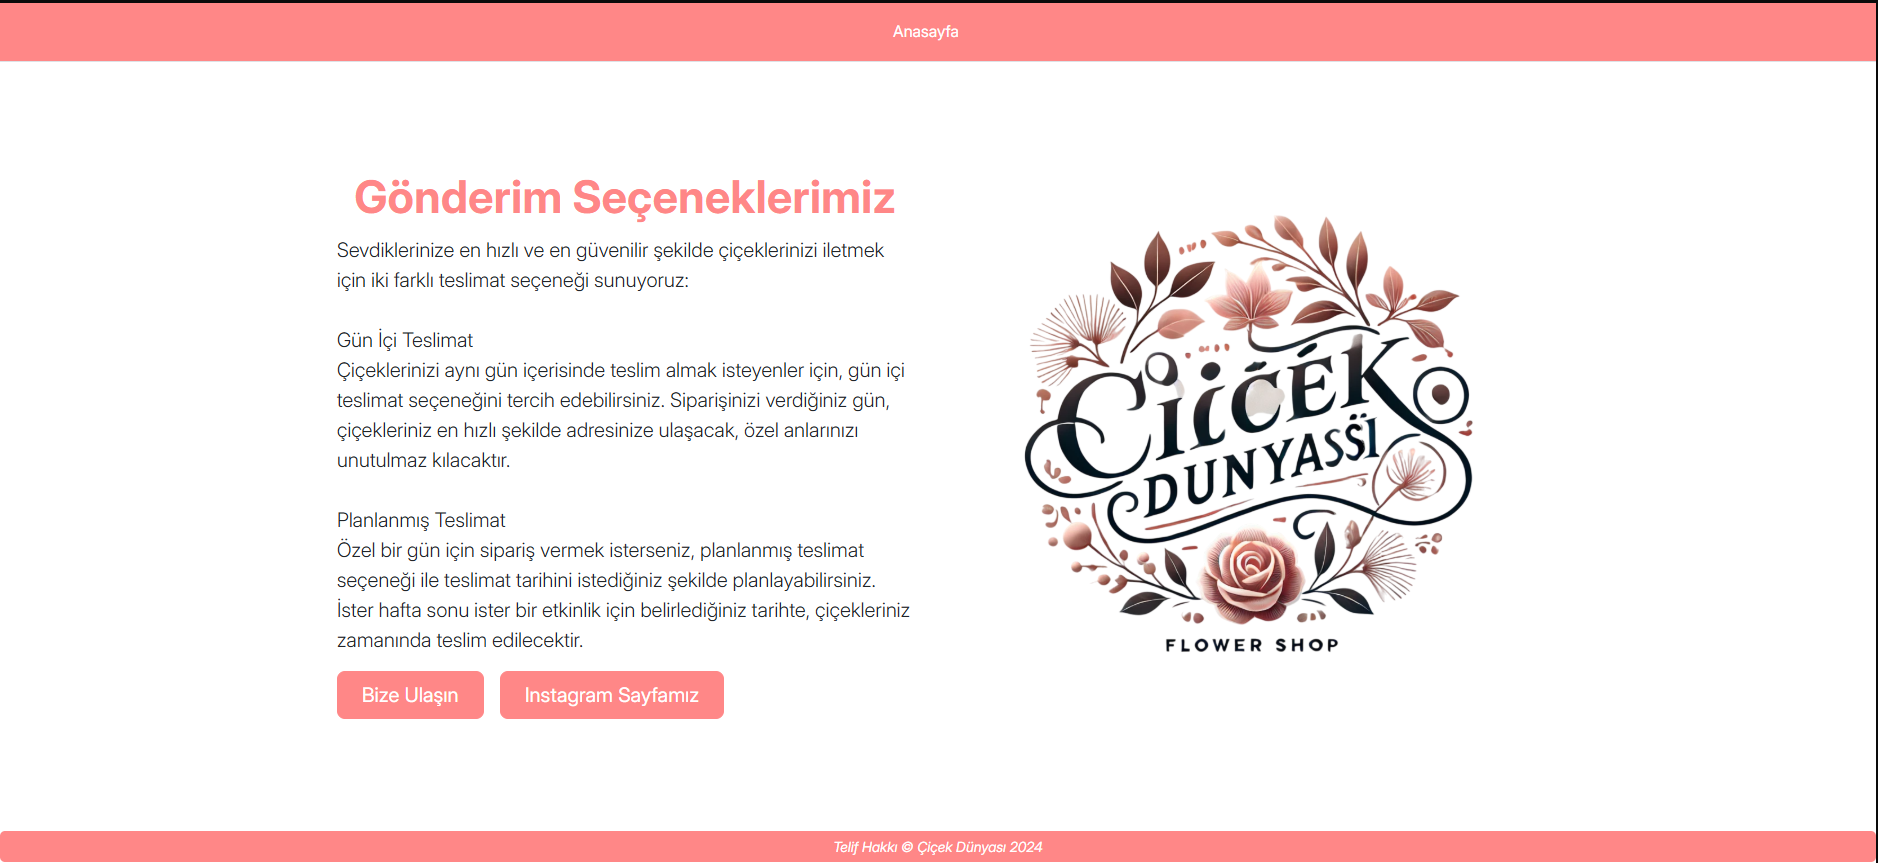 Anasayfa
Gönderim Seçeneklerimiz
Sevdiklerinize en hızlı ve en güvenilir şekilde çiçeklerinizi iletmek
için iki farklı teslimat seçeneği sunuyoruz:
Gün İçi Teslimat
Çiçeklerinizi aynı gün içerisinde teslim almak isteyenler için, gün içi
teslimat seçeneğini tercih edebilirsiniz. Siparişinizi verdiğiniz gün,
çiçekleriniz en hızlı şekilde adresinize ulaşacak, özel anlarınızı
unutulmaz kılacaktır.
Planlanmış Teslimat
Özel bir gün için sipariş vermek isterseniz, planlanmış teslimat
seçeneği ile teslimat tarihini istediğiniz şekilde planlayabilirsiniz.
İster hafta sonu ister bir etkinlik için belirlediğiniz tarihte, çiçekleriniz
zamanında teslim edilecektir.
Bize Ulaşın
Instagram Sayfamız
FLOWER SHOP
Telif Hakkı © Çiçek Dünyası 2024